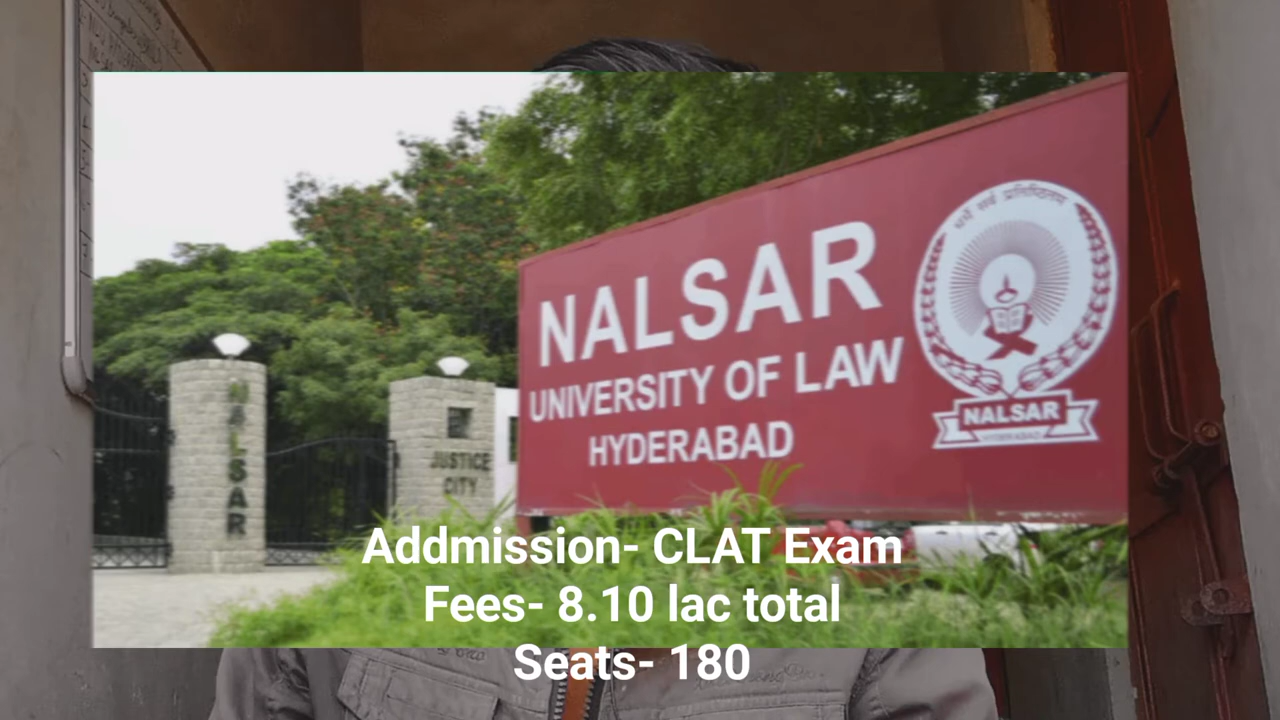 NALSAR
UNIVERSITY OF LAW
HYDERABAD
NALSAR
HYDERABAD
NALSAR
JUSTICE
CITY
Addmission- CLAT Exam
Fees- 8.10 lac total
Seats- 180